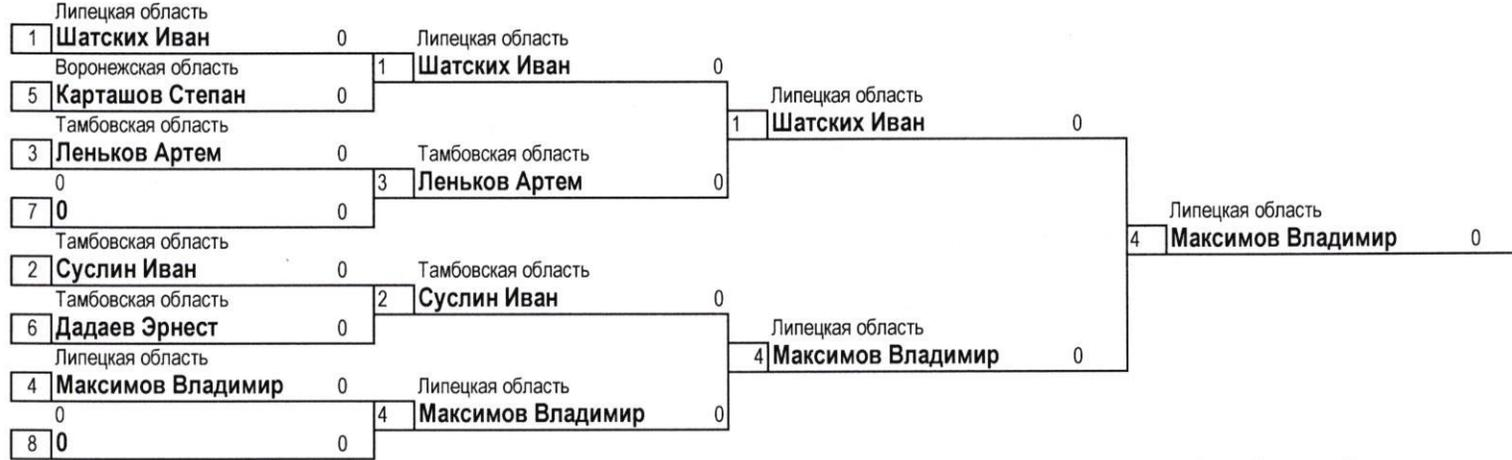 Липецкая область
1 Шатских Иван 0
Воронежская область
5 Карташов Степан 0
Тамбовская область
3 Леньков Артем 0
0
7 0 0
Тамбовская область
2 Суслин Иван 0
Тамбовская область
6 Дадаев Эрнест 0
Липецкая область
4 Максимов Владимир 0
0
8 0 0
Липецкая область
1 Шатских Иван 0
Тамбовская область
3 Леньков Артем 0
Тамбовская область
2 Суслин Иван 0
Липецкая область
4 Максимов Владимир 0
Липецкая область
1 Шатских Иван 0
Липецкая область
4 Максимов Владимир 0
Липецкая область
4 Максимов Владимир 0